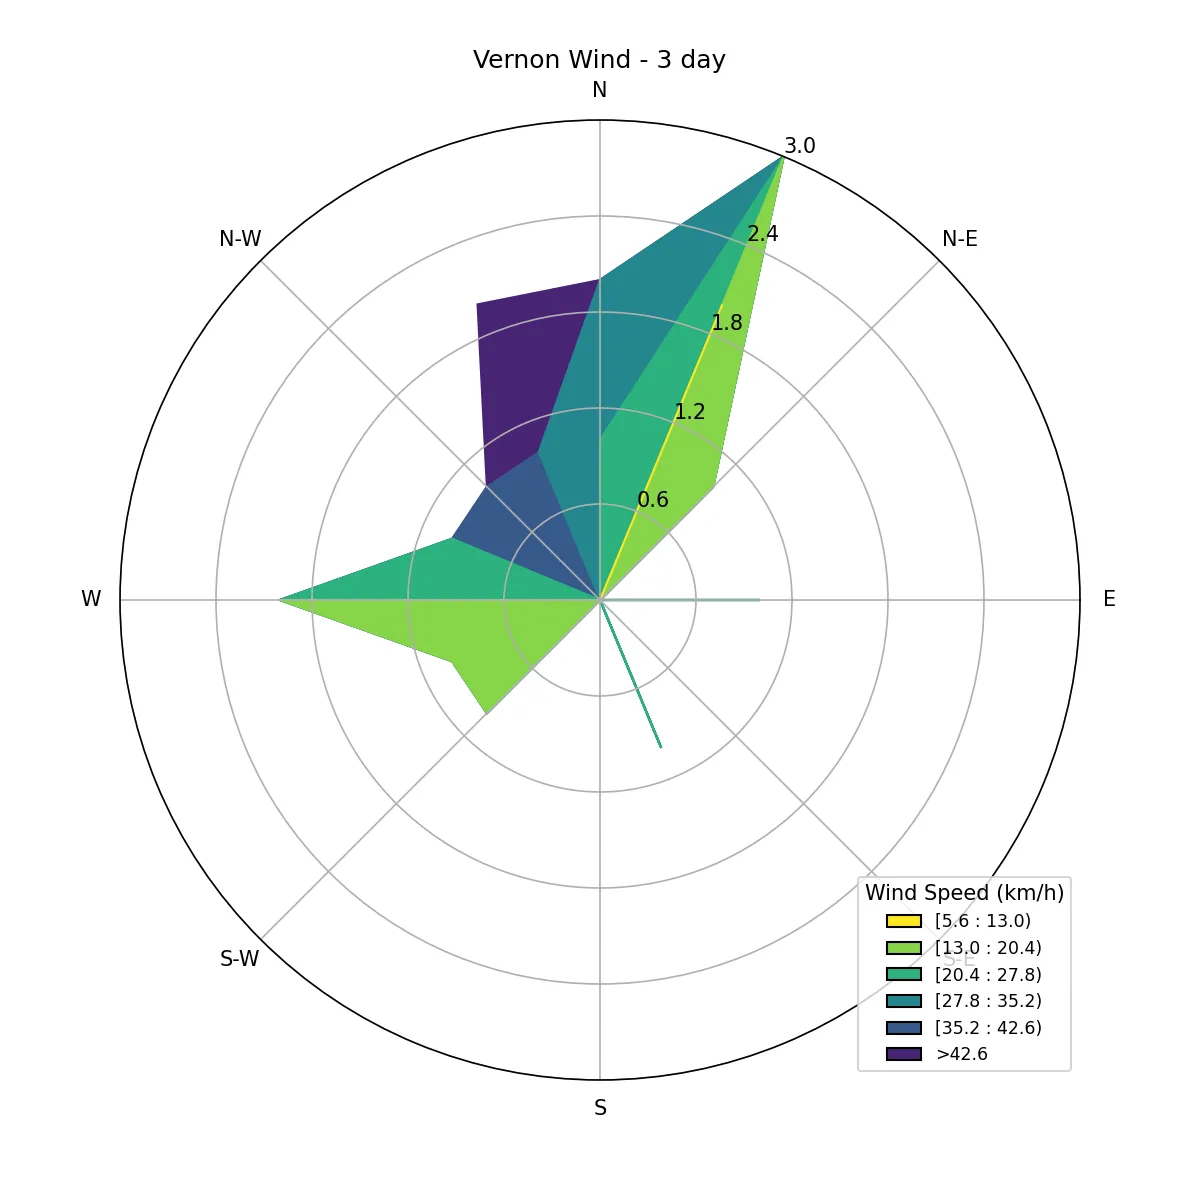 Vernon Wind - 3 day
N
3.0
N-W
2.4
N-E
1.8
1.2
0.6
W
E
Wind Speed (km/h)
[5.6 : 13.0)
[13.0 : 20.4)
S-W
S-E
[20.4 : 27.8)
[27.8 : 35.2)
[35.2 : 42.6)
>42.6
S